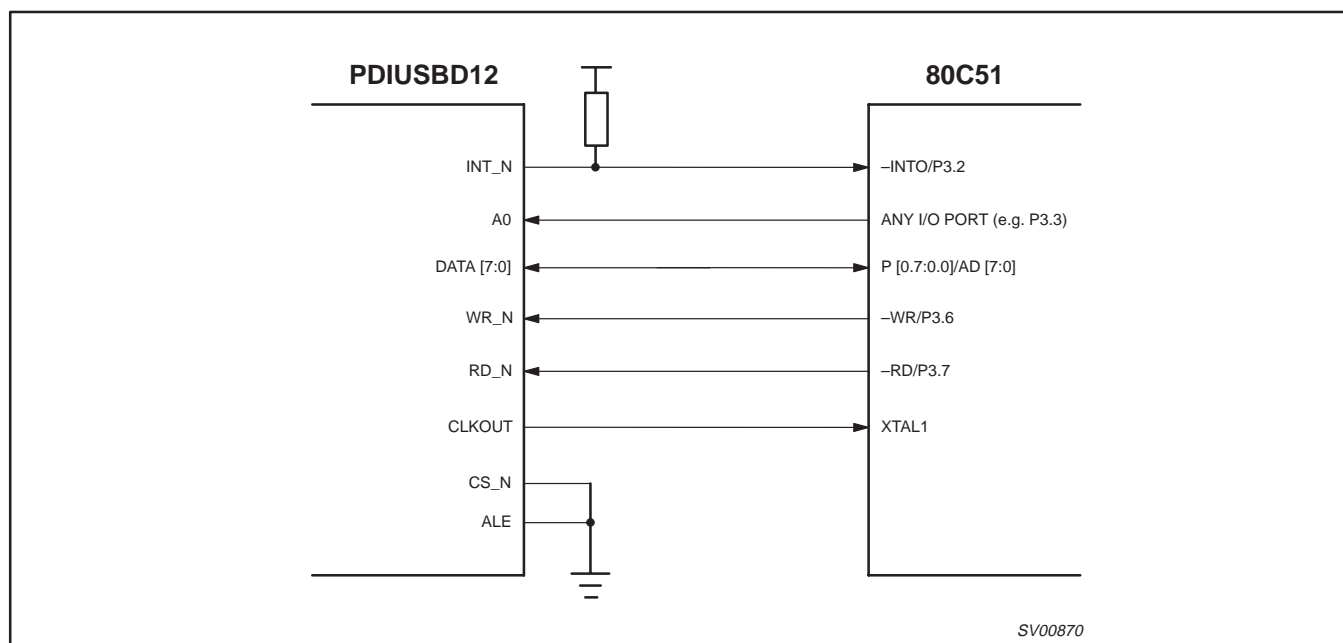 PDIUSBD12
80C51
INT_N
–INTO/P3.2
A0
ANY I/O PORT (e.g. P3.3)
DATA [7:0]
P [0.7:0.0]/AD [7:0]
WR_N
–WR/P3.6
RD_N
–RD/P3.7
CLKOUT
XTAL1
CS_N
ALE
SV00870